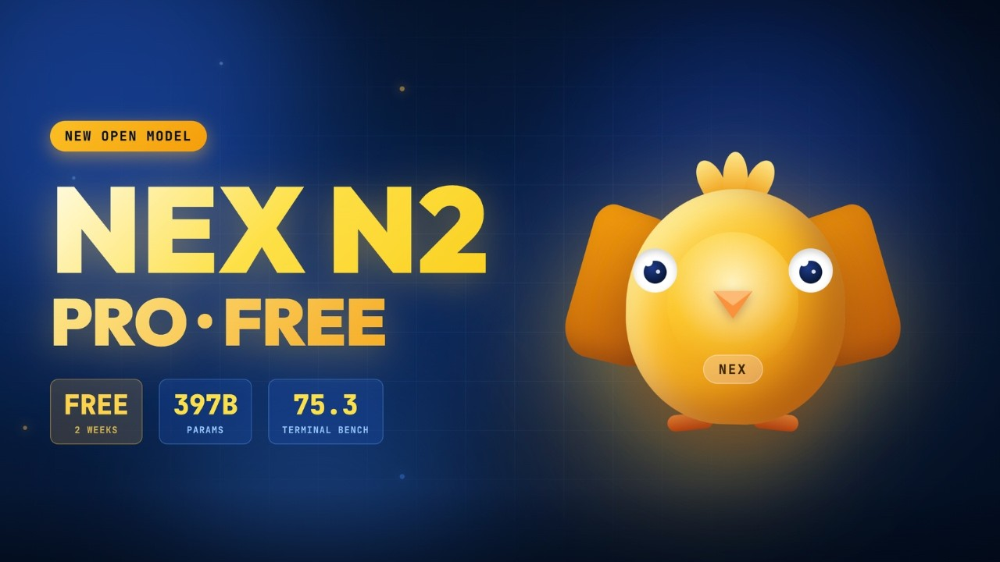 NEW OPEN MODEL
NEX N2
PRO•FREE
FREE
2 WEEKS
397B
PARAMS
75.3
TERMINAL BENCH
NEX